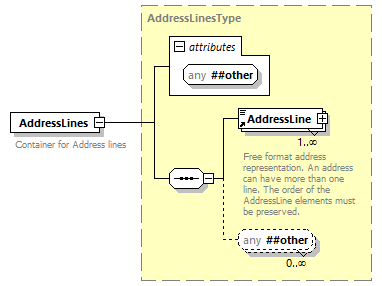 AddressLinesType
attributes
any ##other
AddressLines
Container for Address lines
AddressLine
1..∞
Free format address
representation. An address
can have more than one
line. The order of the
AddressLine elements must
be preserved.
any ##other
0..∞